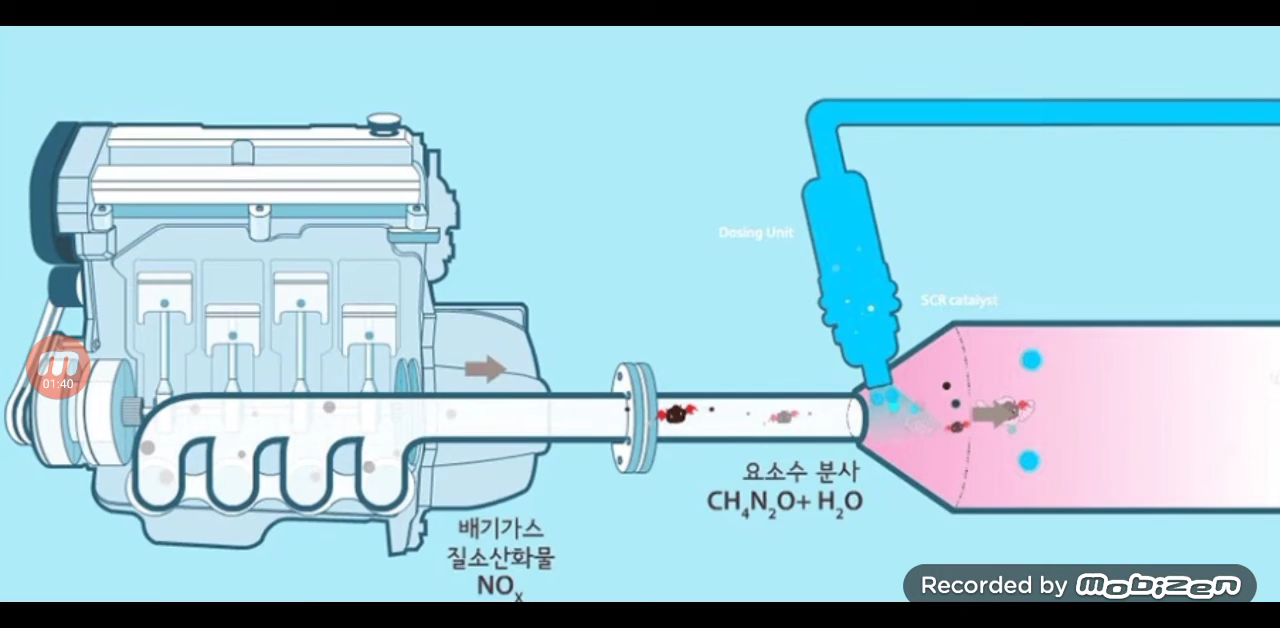 Dosing Unit
SCR catalyst
01:40
요소수 분사
CH₄N₂O+ H₂O
배기가스
질소산화물
NOₓ
Recorded by mobizen